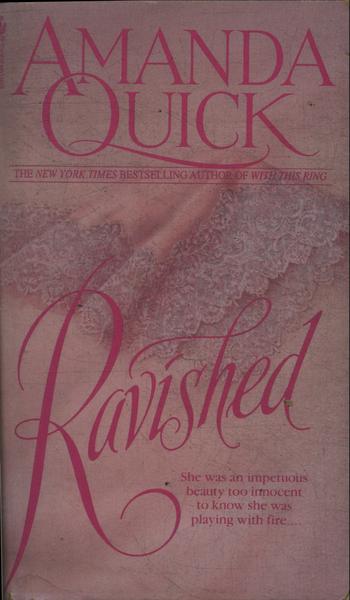 AMANDA
QUICK
THE NEW YORK TIMES BESTSELLING AUTHOR OF WITH THIS RING
Ravished
She was an impetuous
beauty too innocent
to know she was
playing with fire....